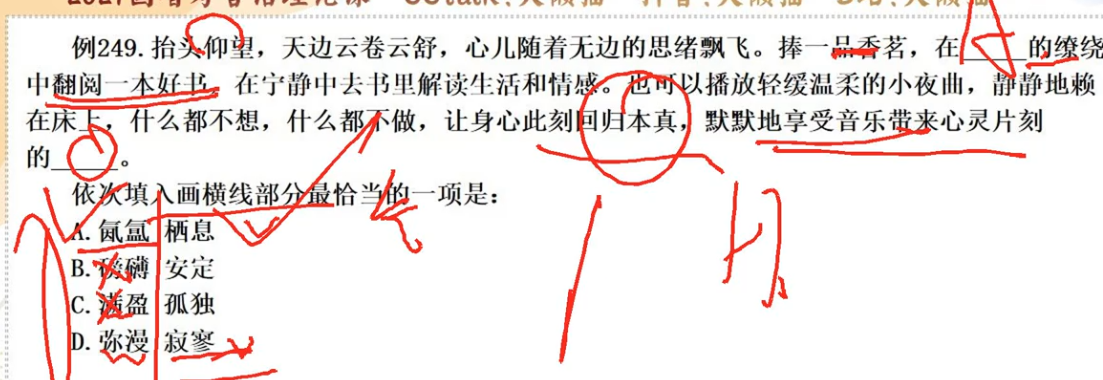 例249.抬头仰望，天边云卷云舒，心儿随着无边的思绪飘飞。捧一品香茗，在____的缭绕
中翻阅一本好书，在宁静中去书里解读生活和情感。也可以播放轻缓温柔的小夜曲，静静地赖
在床上，什么都不想，什么都不做，让身心此刻回归本真，默默地享受音乐带来心灵片刻
的____。
依次填入画横线部分最恰当的一项是：
A.氤氲 栖息
B.磅礴 安定
C.满盈 孤独
D.弥漫 寂寥